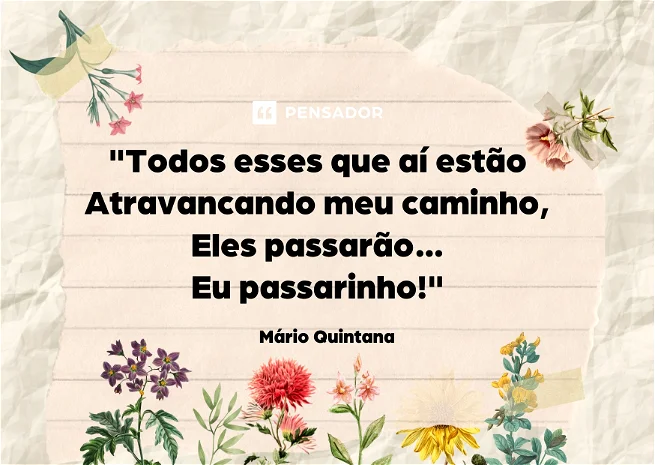 PENSADOR
"Todos esses que aí estão
Atravancando meu caminho,
Eles passarão...
Eu passarinho!"
Mário Quintana